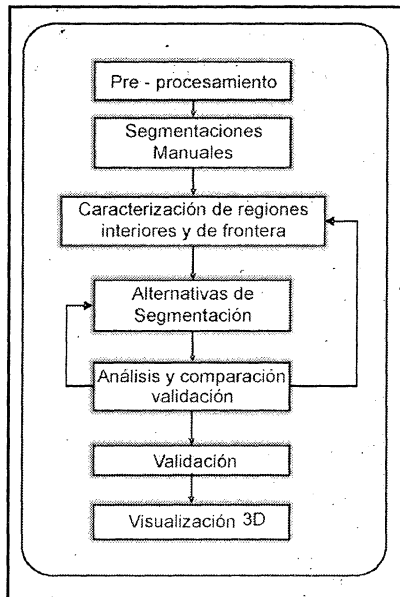 Pre - procesamiento
Segmentaciones
Manuales
Caracterización de regiones
interiores y de frontera
Alternativas de
Segmentación
Análisis y comparación
validación
Validación
Visualización 3D